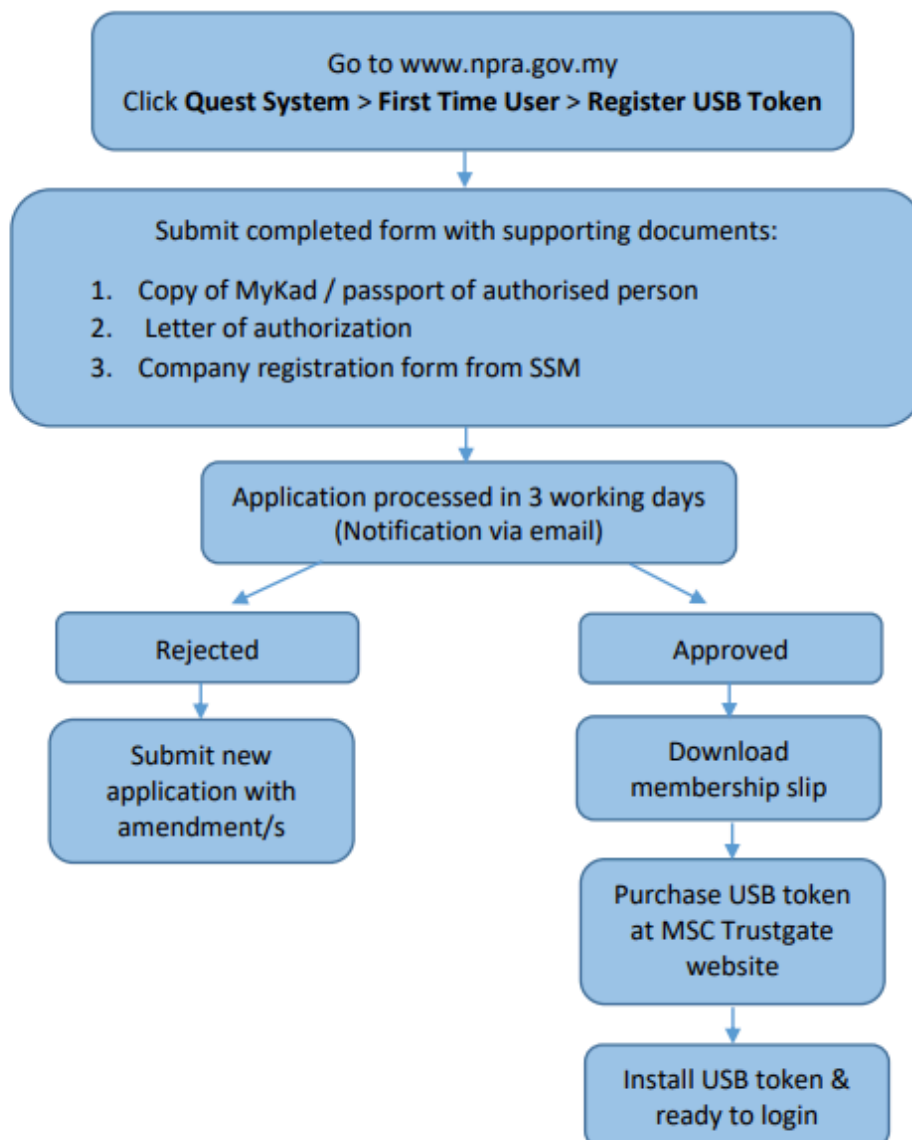 Go to www.npra.gov.my
Click Quest System > First Time User > Register USB Token
Submit completed form with supporting documents:
1. Copy of MyKad / passport of authorised person
2. Letter of authorization
3. Company registration form from SSM
Application processed in 3 working days
(Notification via email)
Rejected
Submit new
application with
amendment/s
Approved
Download
membership slip
Purchase USB token
at MSC Trustgate
website
Install USB token &
ready to login